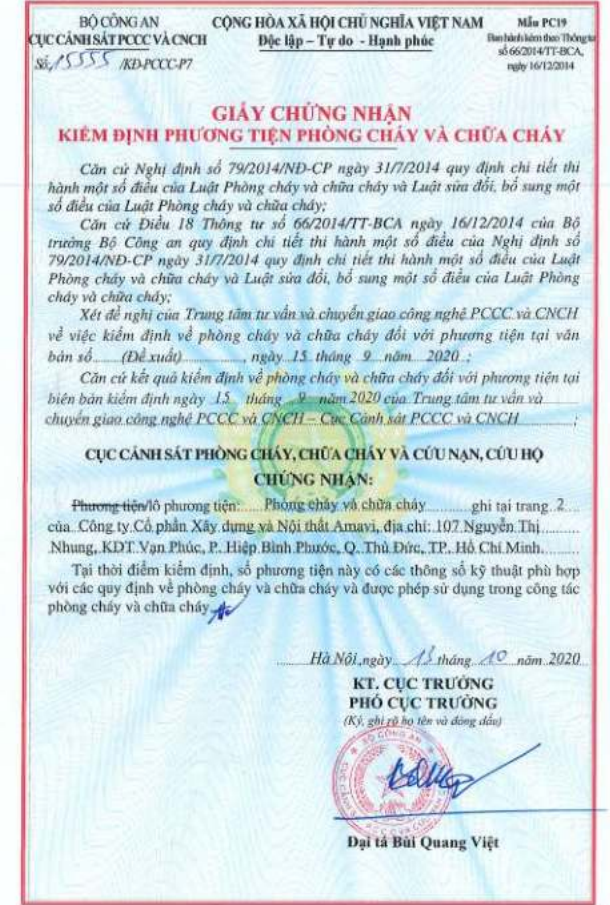 BỘ CÔNG AN
CỤC CẢNH SÁT PCCC VÀ CNCH
Số: 15555 /KĐ-PCCC-P7
CỘNG HÒA XÃ HỘI CHỦ NGHĨA VIỆT NAM
Độc lập – Tự do - Hạnh phúc
Mẫu PC19
Ban hành kèm theo Thông tư
số 66/2014/TT-BCA,
ngày 16/12/2014
GIẤY CHỨNG NHẬN
KIỂM ĐỊNH PHƯƠNG TIỆN PHÒNG CHÁY VÀ CHỮA CHÁY
Căn cứ Nghị định số 79/2014/NĐ-CP ngày 31/7/2014 quy định chi tiết thi
hành một số điều của Luật Phòng cháy và chữa cháy và Luật sửa đổi, bổ sung một
số điều của Luật Phòng cháy và chữa cháy;
Căn cứ Điều 18 Thông tư số 66/2014/TT-BCA ngày 16/12/2014 của Bộ
trưởng Bộ Công an quy định chi tiết thi hành một số điều của Nghị định số
79/2014/NĐ-CP ngày 31/7/2014 quy định chi tiết thi hành một số điều của Luật
Phòng cháy và chữa cháy và Luật sửa đổi, bổ sung một số điều của Luật Phòng
cháy và chữa cháy;
Xét đề nghị của Trung tâm tư vấn và chuyển giao công nghệ PCCC và CNCH
về việc kiểm định về phòng cháy và chữa cháy đối với phương tiện tại văn
bản số......(Đề xuất)................, ngày 15 tháng 9 năm 2020 ;
Căn cứ kết quả kiểm định về phòng cháy và chữa cháy đối với phương tiện tại
biên bản kiểm định ngày 15 tháng 9 năm 2020 của Trung tâm tư vấn và
chuyển giao công nghệ PCCC và CNCH – Cục Cảnh sát PCCC và CNCH ;
CỤC CẢNH SÁT PHÒNG CHÁY, CHỮA CHÁY VÀ CỨU NẠN, CỨU HỘ
CHỨNG NHẬN:
Phương tiện/lô phương tiện: Phòng cháy và chữa cháy ghi tại trang 2
của Công ty Cổ phần Xây dựng và Nội thất Amavi, địa chỉ: 107 Nguyễn Thị
Nhung, KDT Vạn Phúc, P. Hiệp Bình Phước, Q. Thủ Đức, TP. Hồ Chí Minh.
Tại thời điểm kiểm định, số phương tiện này có các thông số kỹ thuật phù hợp
với các quy định về phòng cháy và chữa cháy và được phép sử dụng trong công tác
phòng cháy và chữa cháy
Hà Nội, ngày 13 tháng 10 năm 2020
KT. CỤC TRƯỞNG
PHÓ CỤC TRƯỞNG
(Ký, ghi rõ họ tên và đóng dấu)
BỘ CÔNG AN
Đại tá Bùi Quang Việt